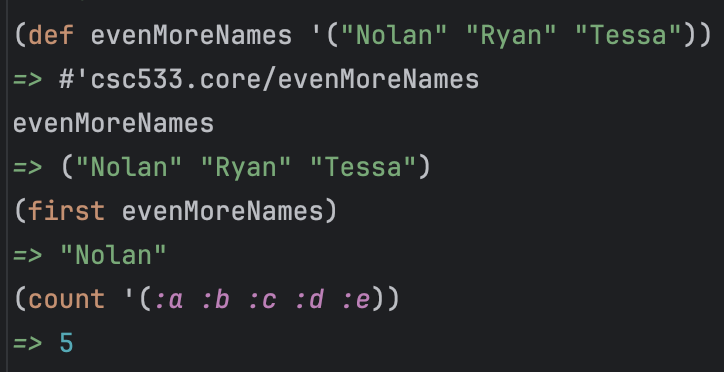 (def evenMoreNames '("Nolan" "Ryan" "Tessa"))
=> #'csc533.core/evenMoreNames
evenMoreNames
=> ("Nolan" "Ryan" "Tessa")
(first evenMoreNames)
=> "Nolan"
(count '(:a :b :c :d :e))
=> 5